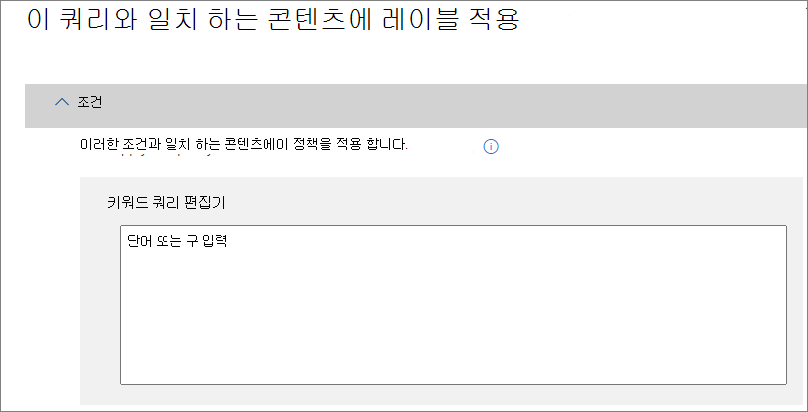 이 쿼리와 일치 하는 콘텐츠에 레이블 적용
조건
이러한 조건과 일치 하는 콘텐츠에이 정책을 적용 합니다.
키워드 쿼리 편집기
단어 또는 구 입력